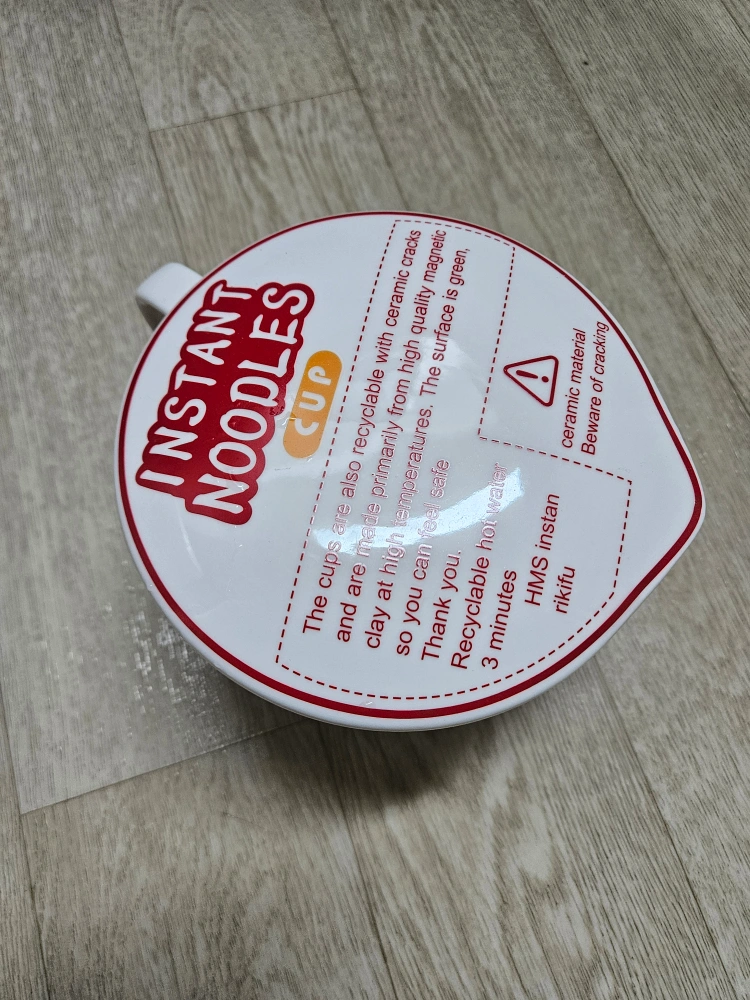 INSTANT
NOODLES
CUP
The cups are also recyclable with ceramic cracks
and are made primarily from high quality magnetic
clay at high temperatures. The surface is green,
so you can feel safe
Thank you.
Recyclable hot water
3 minutes
HMS instan
rikifu
ceramic material
Beware of cracking